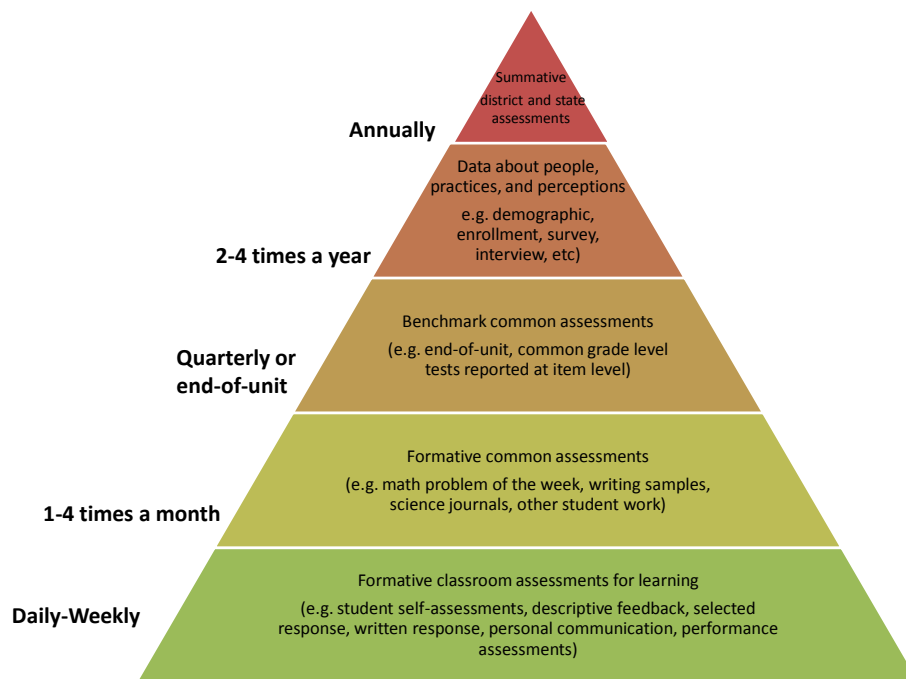 Summative
district and state
assessments
Annually
Data about people,
practices, and perceptions
e.g. demographic,
enrollment, survey,
interview, etc)
2-4 times a year
Benchmark common assessments
(e.g. end-of-unit, common grade level
tests reported at item level)
Quarterly or
end-of-unit
Formative common assessments
(e.g. math problem of the week, writing samples,
science journals, other student work)
1-4 times a month
Formative classroom assessments for learning
(e.g. student self-assessments, descriptive feedback, selected
response, written response, personal communication, performance
assessments)
Daily-Weekly